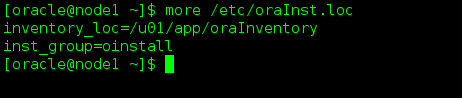 [oracle@node1 ~]$ more /etc/oraInst.loc
inventory_loc=/u01/app/oraInventory
inst_group=oinstall
[oracle@node1 ~]$